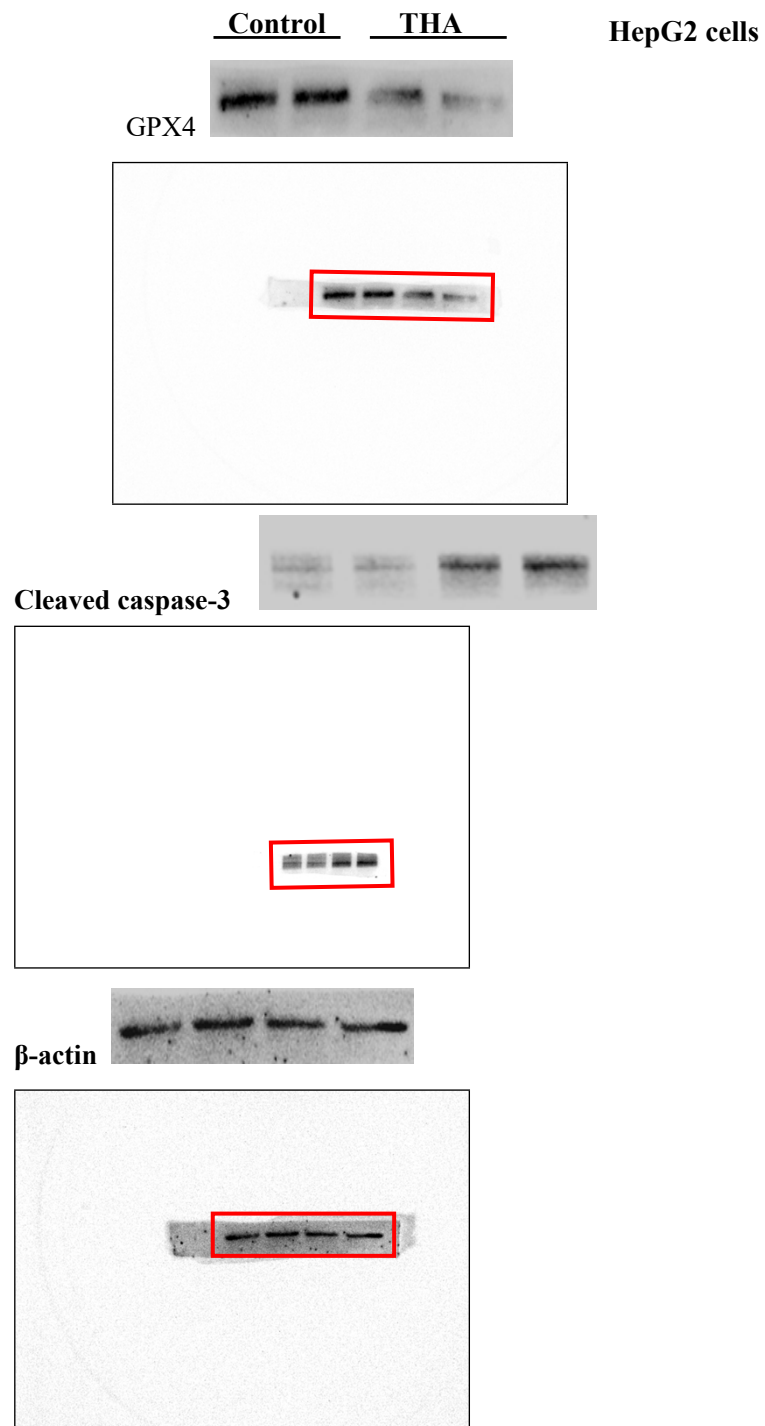 Control THA HepG2 cells
GPX4
Cleaved caspase-3
β-actin